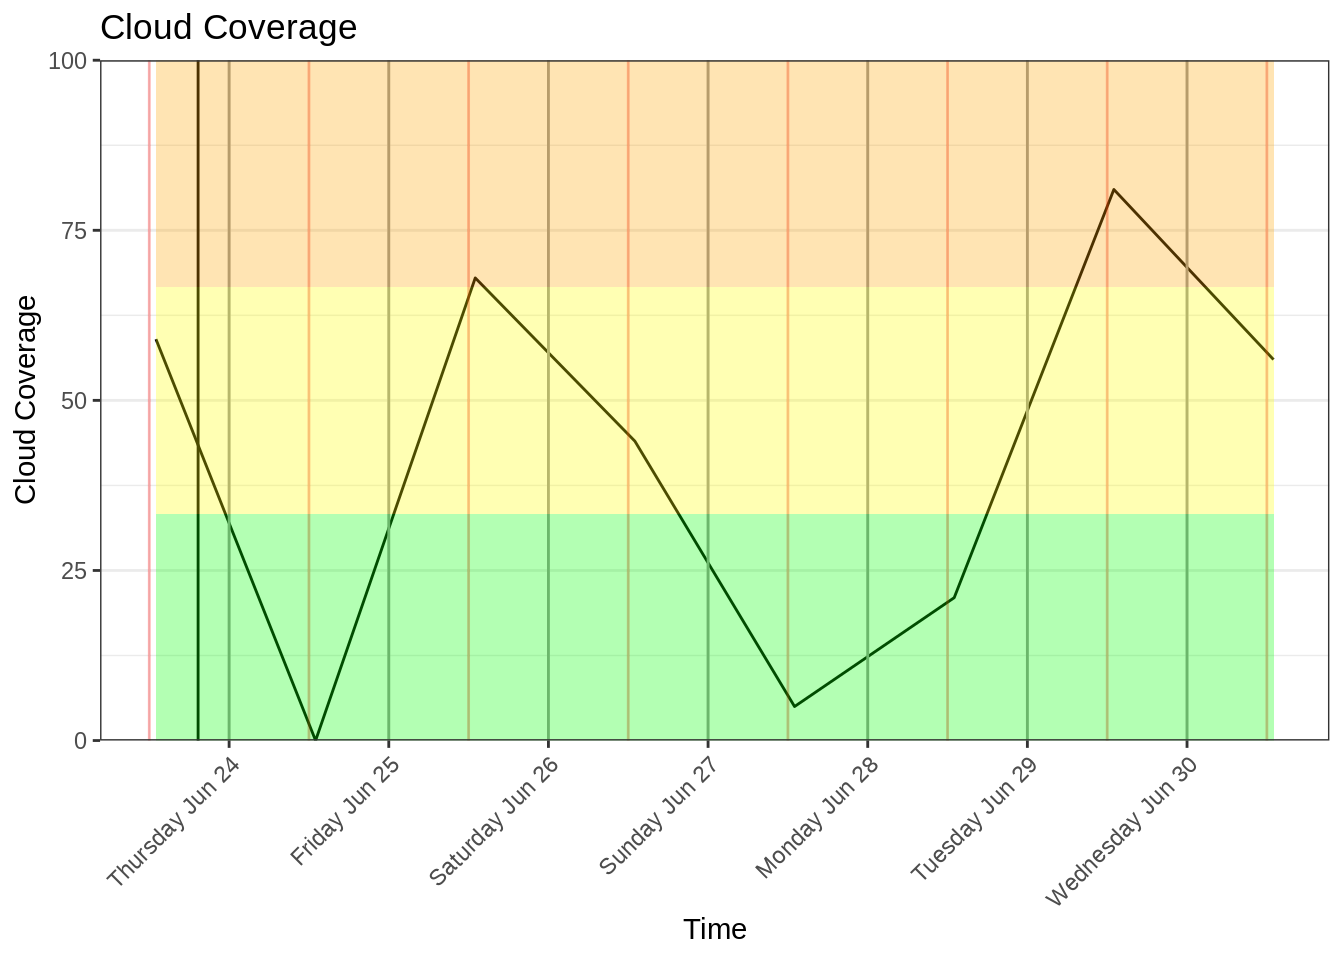 Cloud Coverage
100
75
50
25
0
Cloud Coverage
Thursday Jun 24
Friday Jun 25
Saturday Jun 26
Sunday Jun 27
Monday Jun 28
Tuesday Jun 29
Wednesday Jun 30
Time